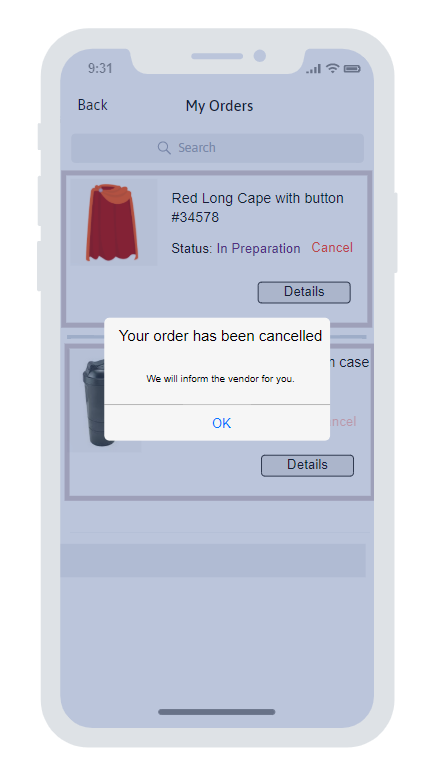 9:31
Back
My Orders
Search
Red Long Cape with button
#34578
Status: In Preparation
Cancel
Details
Your order has been cancelled
case
We will inform the vendor for you.
OK
Details